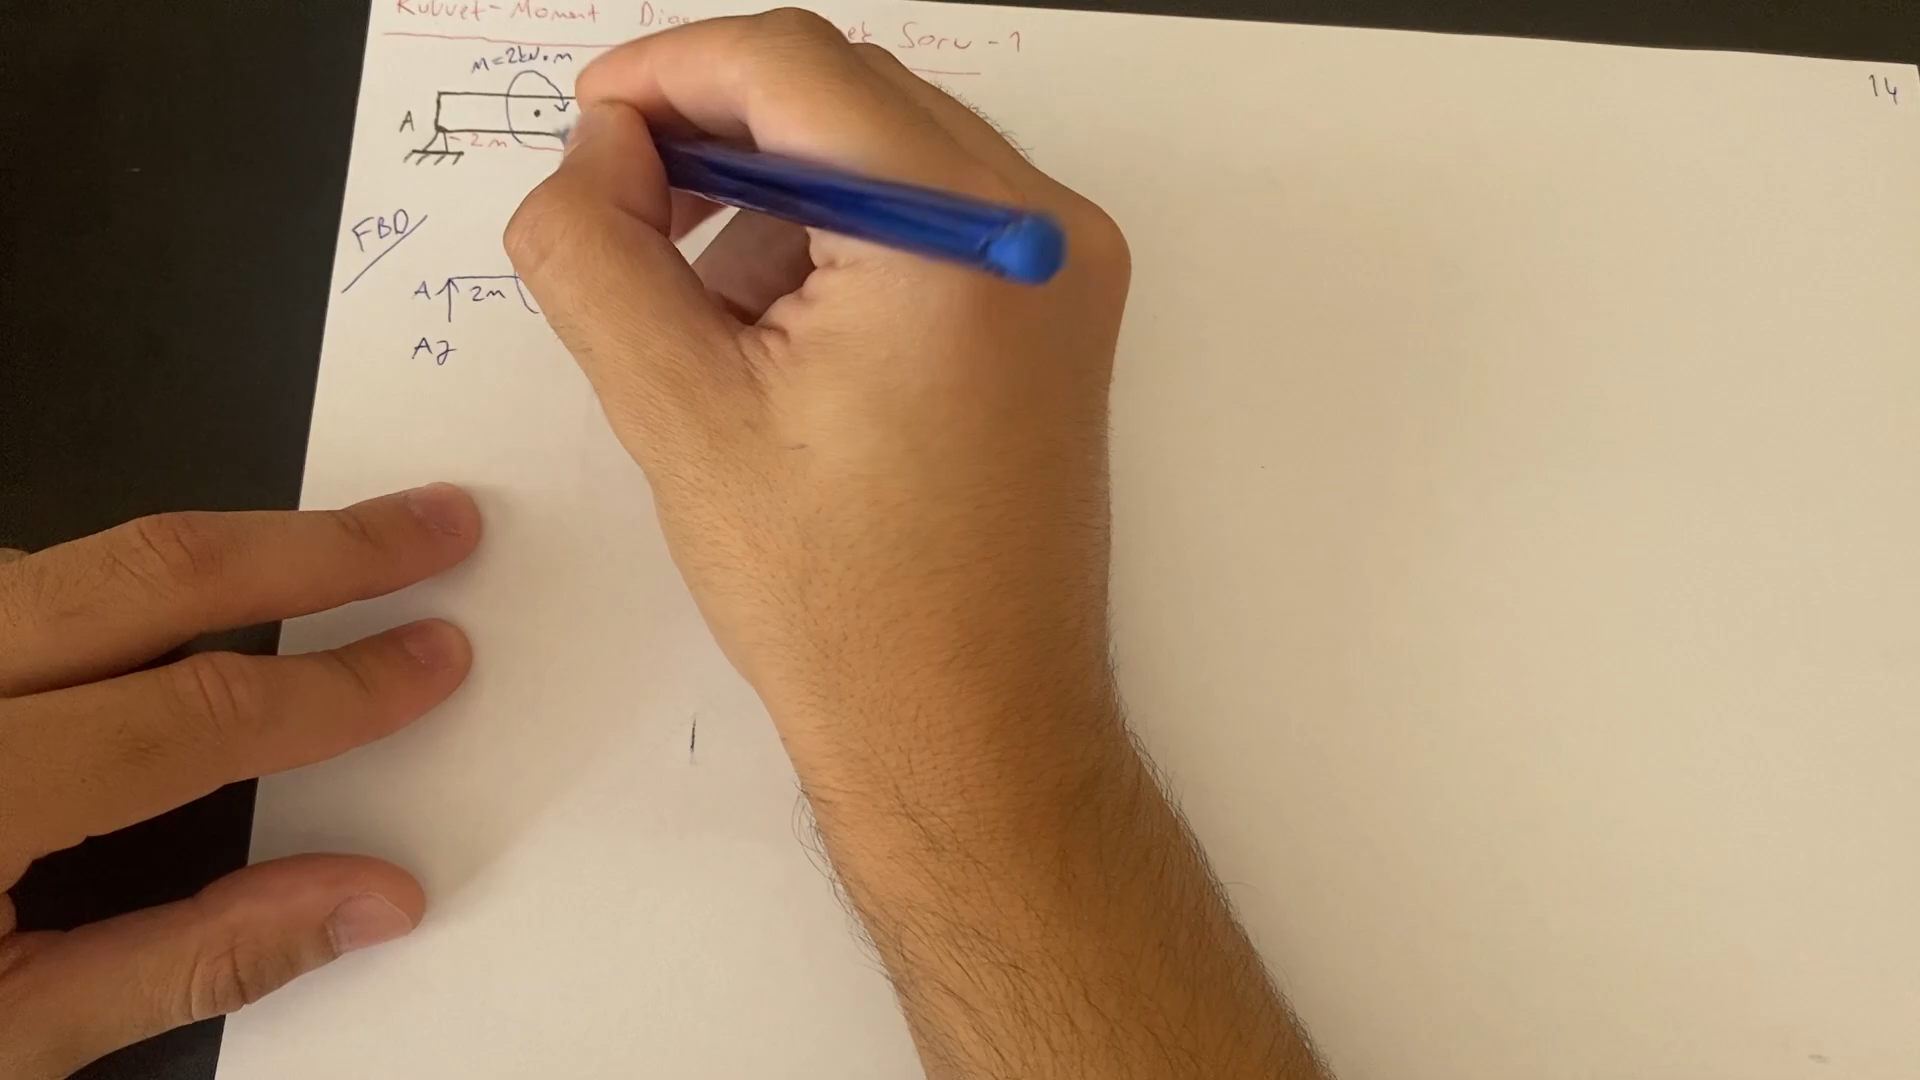 Kuvvet-Moment Soru-1
14
M=2kN.m
A
2m
FBD
A 2m
Ay